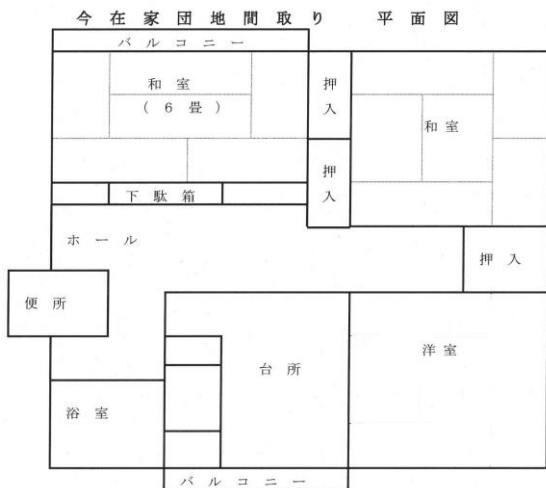 今在家団地間取り　平面図
バルコニー
和室
（６畳）
押入
和室
押入
下駄箱
ホール
押入
便所
洋室
台所
浴室
バルコニー